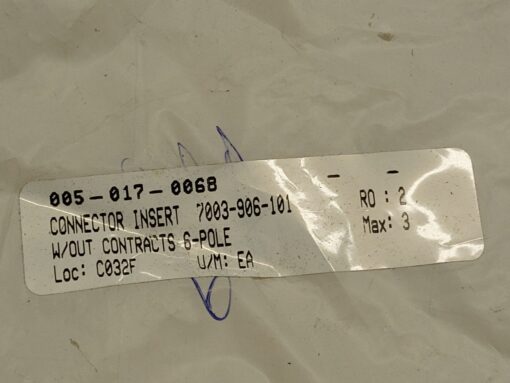 005-017-0068
CONNECTOR INSERT 7003-906-101
W/OUT CONTRACTS 6-POLE
Loc: C032F U/M: EA
- -
RO : 2
Max: 3